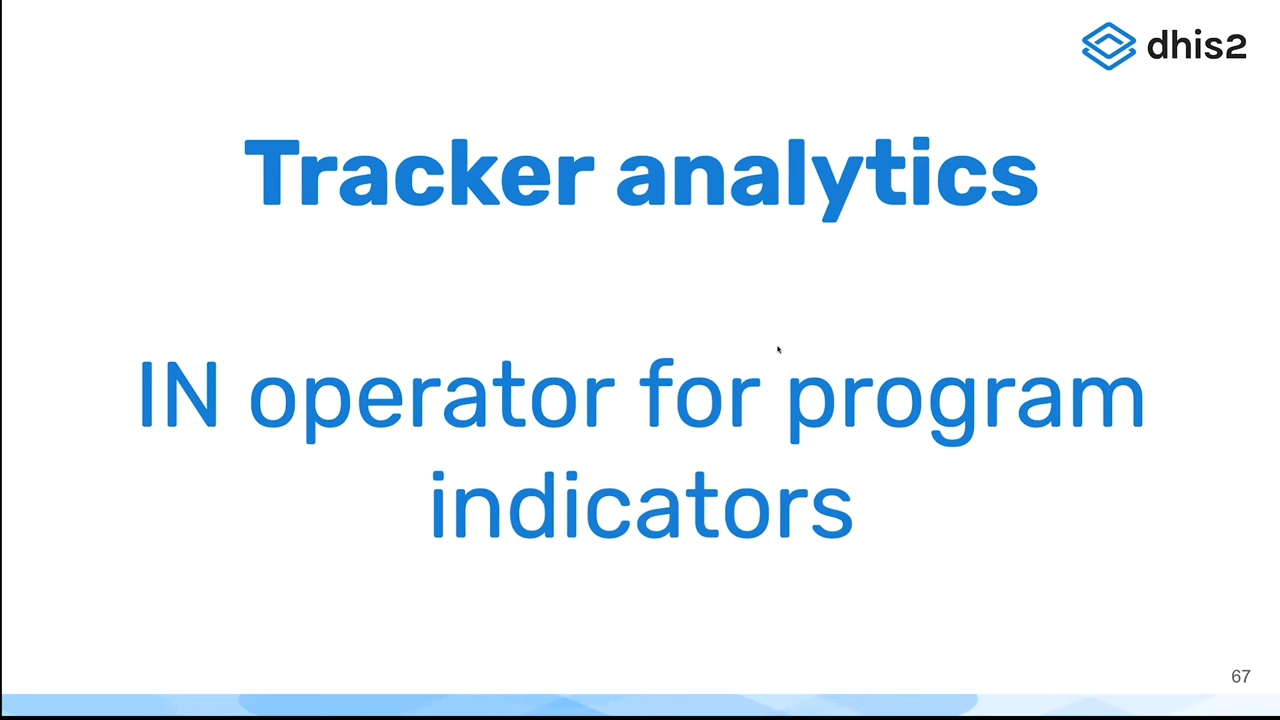 dhis2
Tracker analytics
IN operator for program
indicators
67